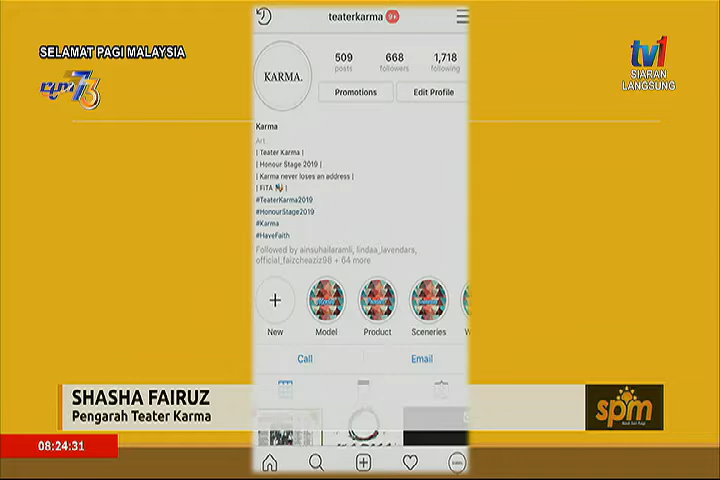 teaterkarma 9+
SELAMAT PAGI MALAYSIA
tv1
SIARAN
LANGSUNG
KARMA.
509 668 1,718
posts followers following
Promotions Edit Profile
Karma
Art
| Teater Karma |
| Honour Stage 2019 |
| Karma never loses an address |
| FiTA |
#TeaterKarma2019
#HonourStage2019
#Karma
#HaveFaith
Followed by ainsuhailaramli, lindaa_lavendars,
official_faizcheaziz98 + 64 more
New Model Product Sceneries
Call Email
SHASHA FAIRUZ
Pengarah Teater Karma
spm
08:24:31